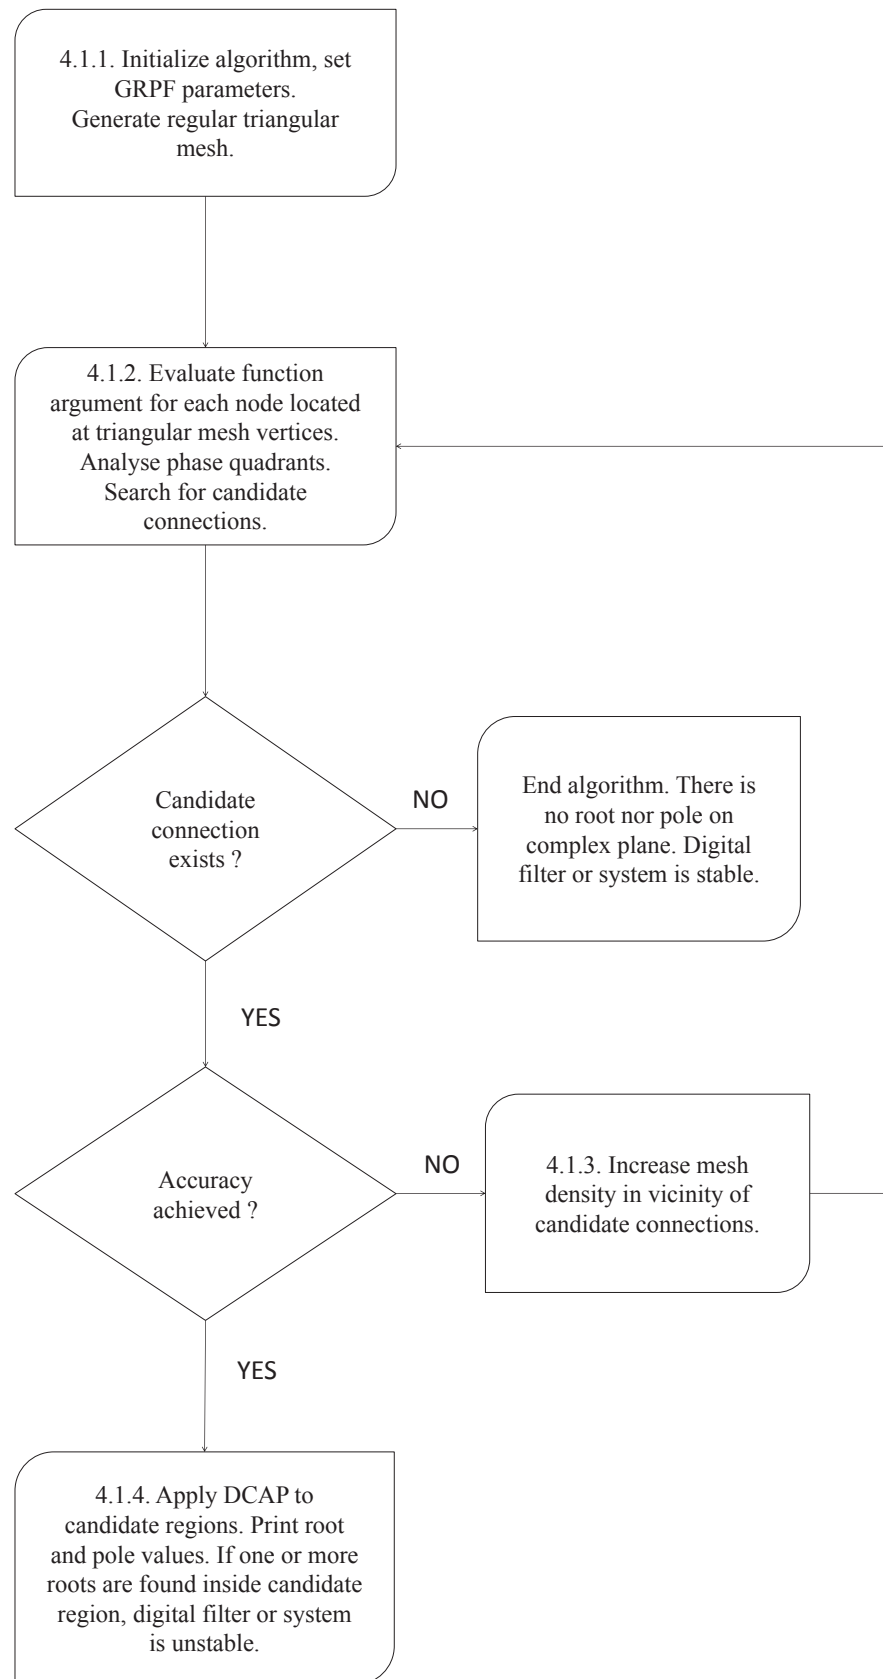 4.1.1. Initialize algorithm, set
GRPF parameters.
Generate regular triangular
mesh.
4.1.2. Evaluate function
argument for each node located
at triangular mesh vertices.
Analyse phase quadrants.
Search for candidate
connections.
Candidate
connection
exists ?
NO
End algorithm. There is
no root nor pole on
complex plane. Digital
filter or system is stable.
YES
Accuracy
achieved ?
NO
4.1.3. Increase mesh
density in vicinity of
candidate connections.
YES
4.1.4. Apply DCAP to
candidate regions. Print root
and pole values. If one or more
roots are found inside candidate
region, digital filter or system
is unstable.